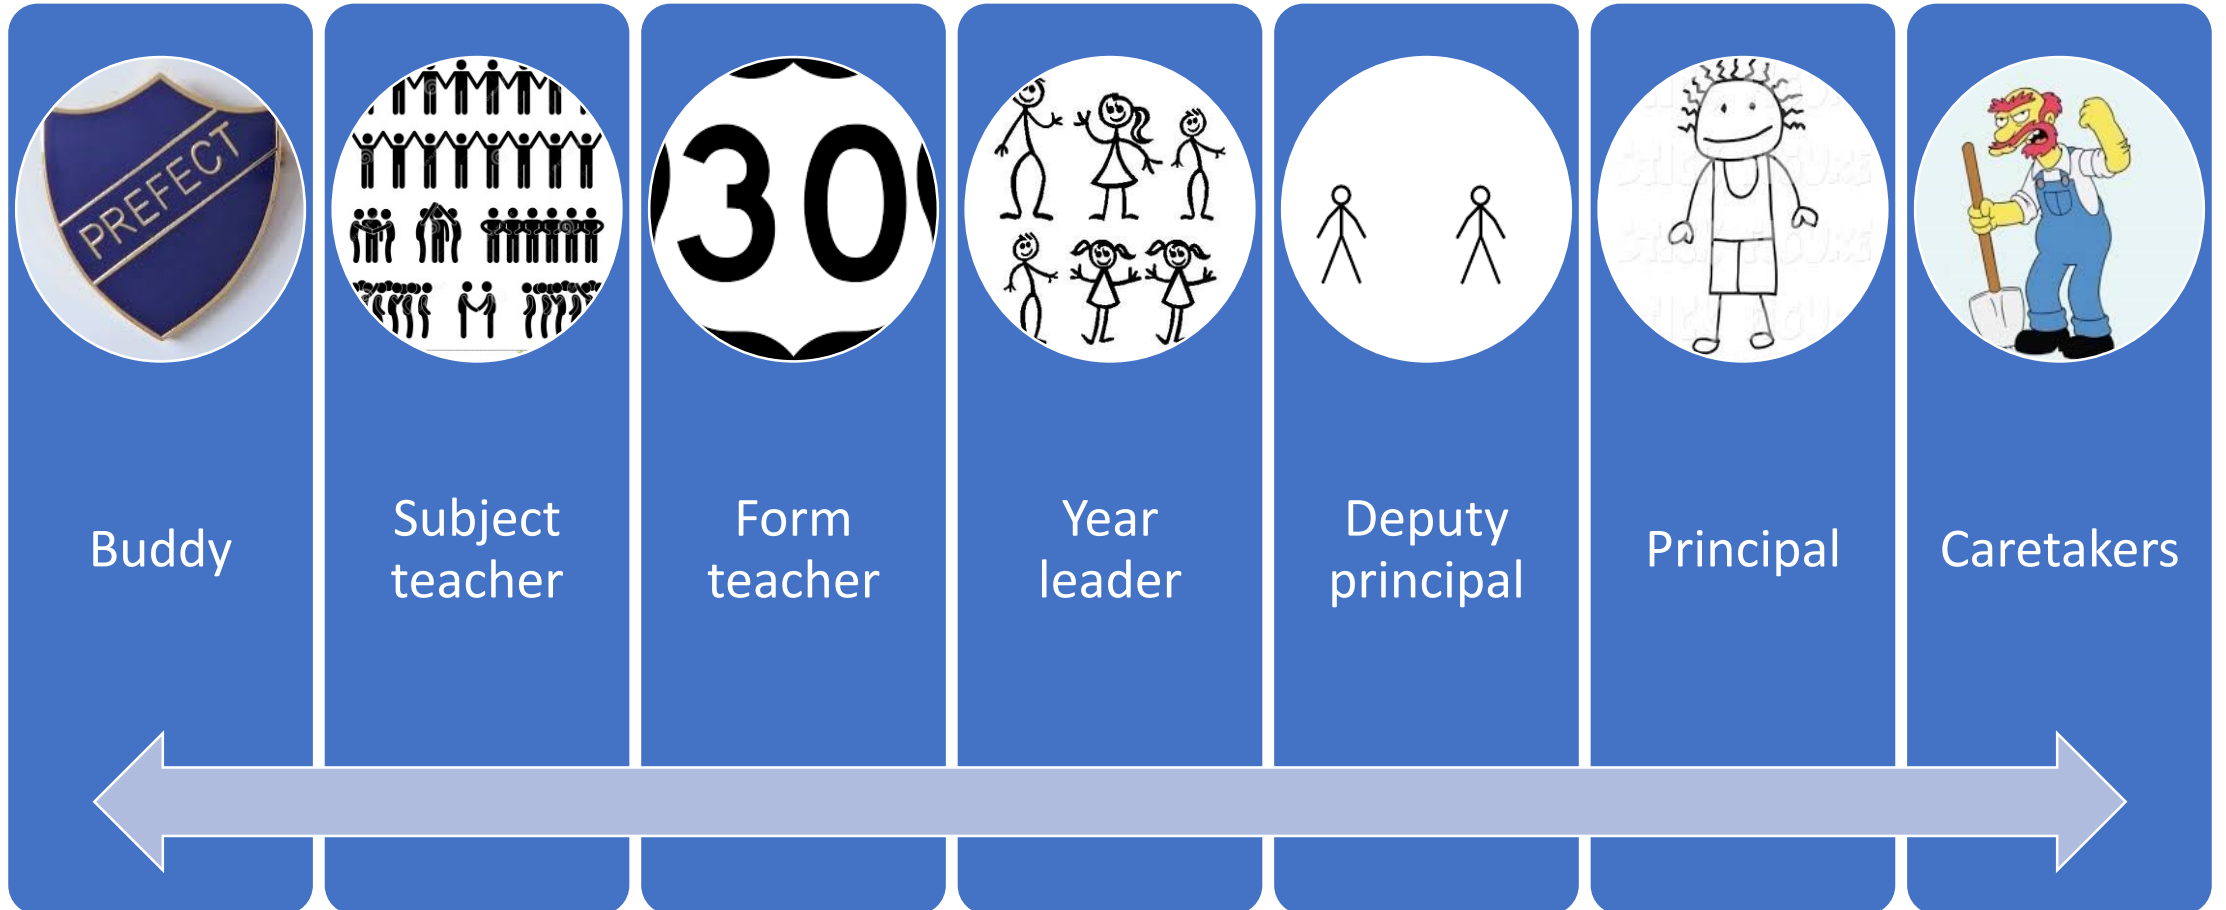 PREFECT
30
Buddy
Subject
teacher
Form
teacher
Year
leader
Deputy
principal
Principal
Caretakers